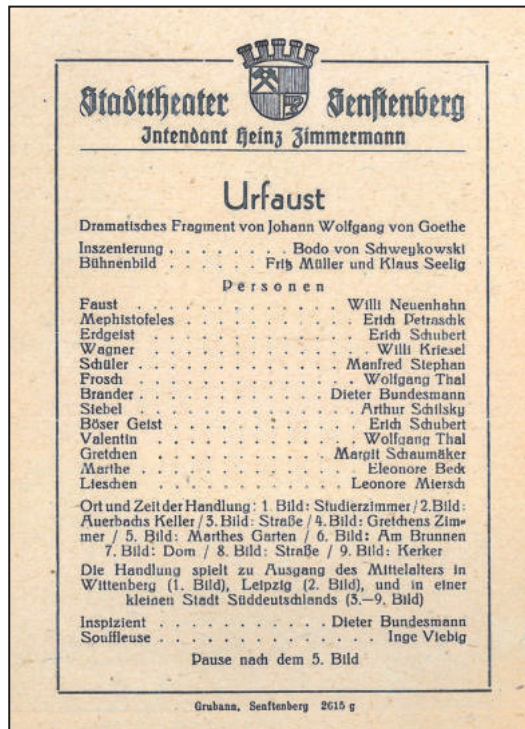 Stadttheater Senftenberg
Intendant Heinz Zimmermann
Urfaust
Dramatisches Fragment von Johann Wolfgang von Goethe
Inszenierung . . . . . . . . Bodo von Schweykowski
Bühnenbild . . . . . . Fritz Müller und Klaus Seelig
Personen
Faust . . . . . . . . . . . . Willi Neuenhahn
Mephistofeles . . . . . . . . . . Erich Petraschk
Erdgeist . . . . . . . . . . . Erich Schubert
Wagner . . . . . . . . . . . . Willi Kriesel
Schüler . . . . . . . . . . . Manfred Stephan
Frosch . . . . . . . . . . . . Wolfgang Thal
Brander . . . . . . . . . . Dieter Bundesmann
Siebel . . . . . . . . . . . . Arthur Schilsky
Böser Geist . . . . . . . . . . Erich Schubert
Valentin . . . . . . . . . . . Wolfgang Thal
Gretchen . . . . . . . . . . Margit Schaumäker
Marthe . . . . . . . . . . . . Eleonore Beck
Lieschen . . . . . . . . . . . Leonore Miersch
Ort und Zeit der Handlung: 1. Bild: Studierzimmer / 2. Bild:
Auerbachs Keller / 3. Bild: Straße / 4. Bild: Gretchens Zim-
mer / 5. Bild: Marthes Garten / 6. Bild: Am Brunnen
7. Bild: Dom / 8. Bild: Straße / 9. Bild: Kerker
Die Handlung spielt zu Ausgang des Mittelalters in
Wittenberg (1. Bild), Leipzig (2. Bild), und in einer
kleinen Stadt Süddeutschlands (3.—9. Bild)
Inspizient . . . . . . . . . . Dieter Bundesmann
Souffleuse . . . . . . . . . . . . Inge Viebig
Pause nach dem 5. Bild
Grubann, Senftenberg 2615 g